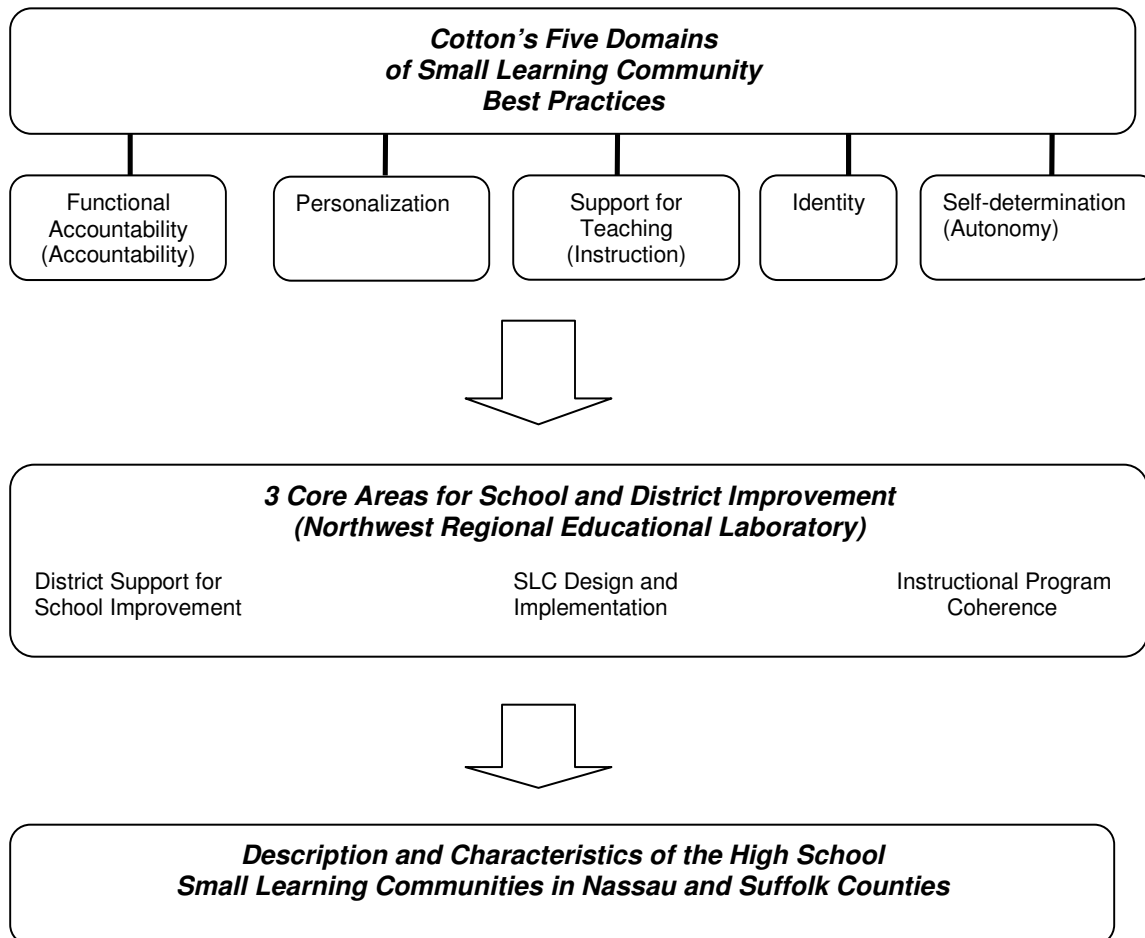 Cotton's Five Domains
of Small Learning Community
Best Practices
Functional
Accountability
(Accountability)
Personalization
Support for
Teaching
(Instruction)
Identity
Self-determination
(Autonomy)
3 Core Areas for School and District Improvement
(Northwest Regional Educational Laboratory)
District Support for
School Improvement
SLC Design and
Implementation
Instructional Program
Coherence
Description and Characteristics of the High School
Small Learning Communities in Nassau and Suffolk Counties